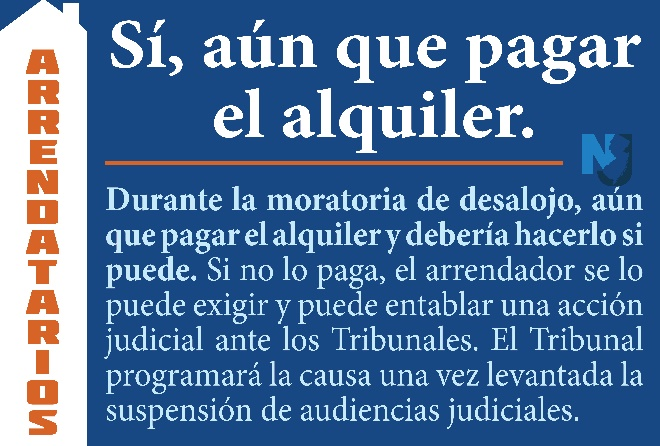 ARRENDATARIOS
Sí, aún que pagar
el alquiler.
NJ
Durante la moratoria de desalojo, aún
que pagar el alquiler y debería hacerlo si
puede. Si no lo paga, el arrendador se lo
puede exigir y puede entablar una acción
judicial ante los Tribunales. El Tribunal
programará la causa una vez levantada la
suspensión de audiencias judiciales.